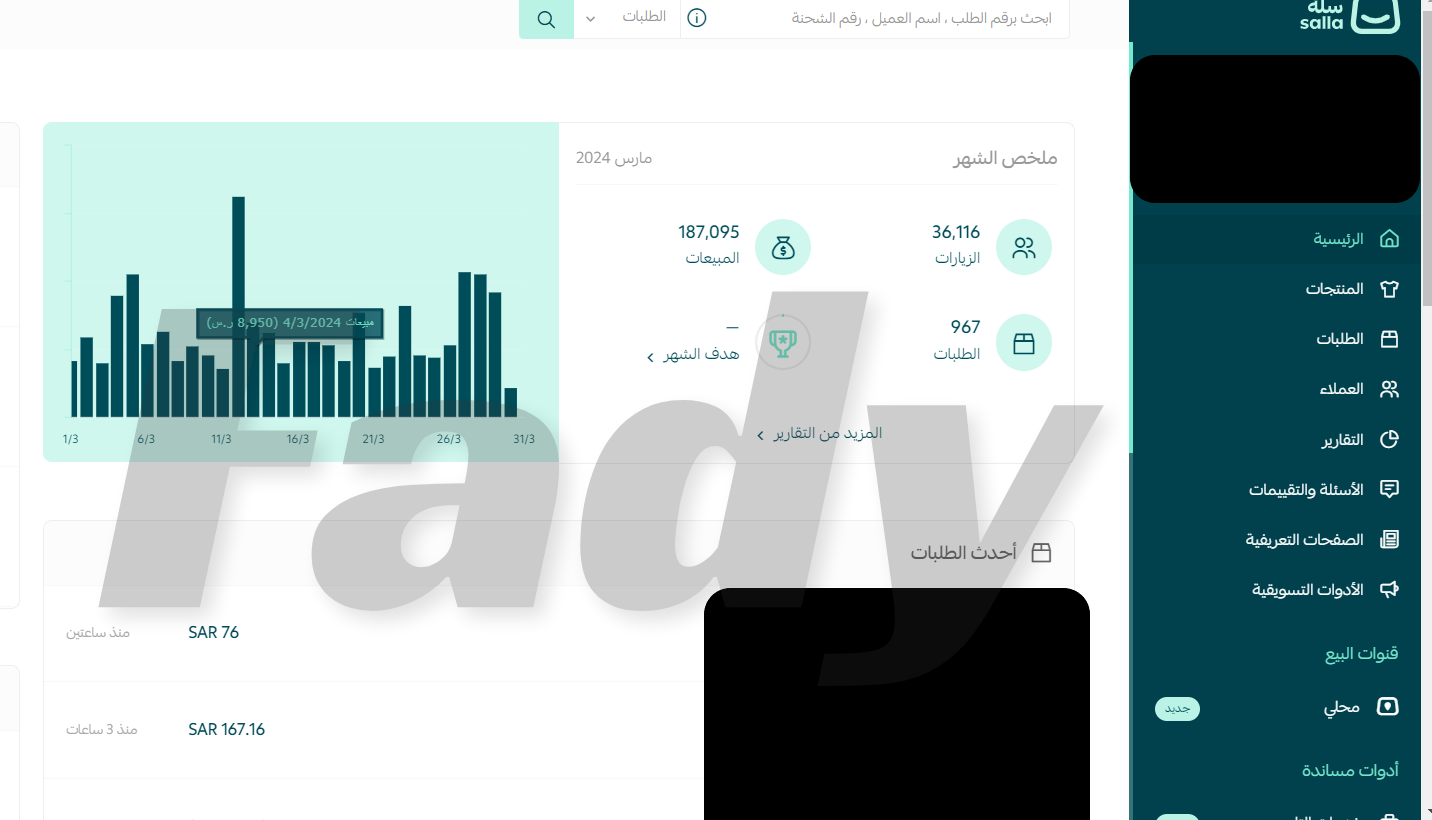 سلة
salla
ابحث برقم الطلب ، اسم العميل ، رقم الشحنة
الطلبات
الرئيسية
المنتجات
الطلبات
العملاء
التقارير
الأسئلة والتقييمات
الصفحات التعريفية
الأدوات التسويقية
قنوات البيع
محلي
جديد
أدوات مساندة
ملخص الشهر
مارس 2024
36,116
الزيارات
187,095
المبيعات
967
الطلبات
–
هدف الشهر
المزيد من التقارير
مبيعات 4/3/2024 (8,950 ر.س)
1/3 6/3 11/3 16/3 21/3 26/3 31/3
أحدث الطلبات
SAR 76
منذ ساعتين
SAR 167.16
منذ 3 ساعات
Fady